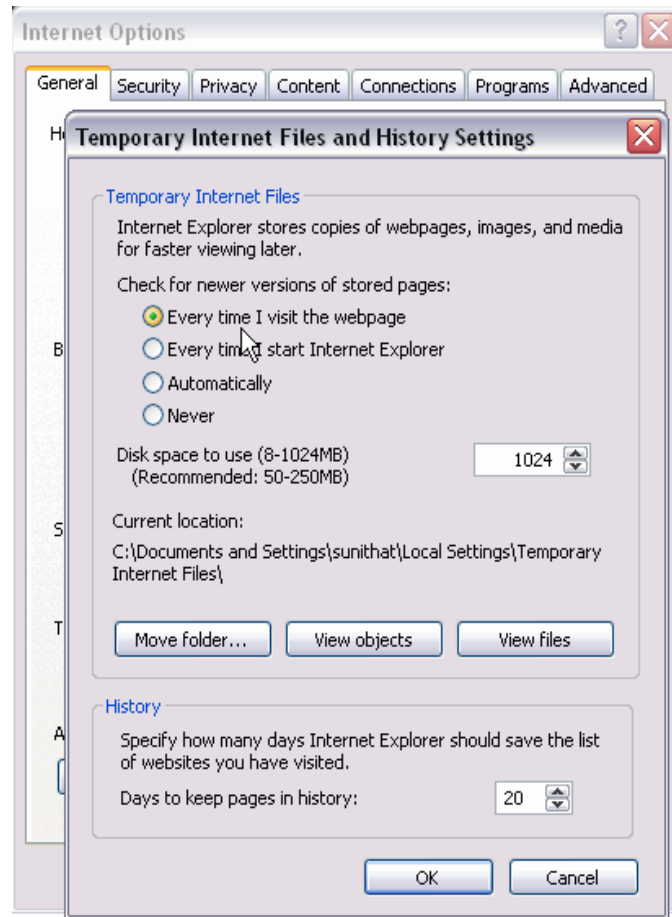 Internet Options
General Security Privacy Content Connections Programs Advanced
Temporary Internet Files and History Settings
Temporary Internet Files
Internet Explorer stores copies of webpages, images, and media
for faster viewing later.
Check for newer versions of stored pages:
Every time I visit the webpage
Every time I start Internet Explorer
Automatically
Never
Disk space to use (8-1024MB)
1024
(Recommended: 50-250MB)
Current location:
C:\Documents and Settings\sunithat\Local Settings\Temporary
Internet Files\
Move folder... View objects View files
History
Specify how many days Internet Explorer should save the list
of websites you have visited.
Days to keep pages in history: 20
OK Cancel